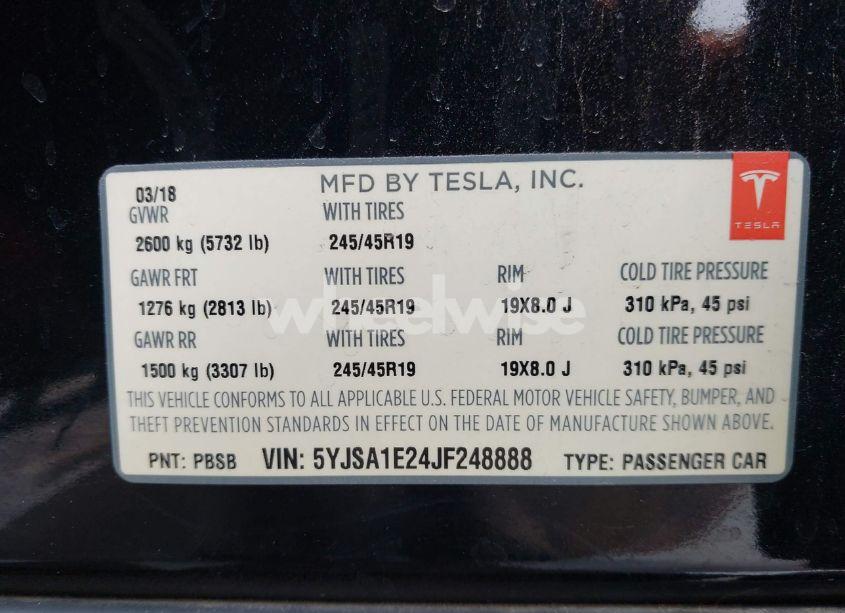 03/18 MFD BY TESLA, INC.
GVWR WITH TIRES
2600 kg (5732 lb) 245/45R19
TESLA
GAWR FRT WITH TIRES RIM COLD TIRE PRESSURE
1276 kg (2813 lb) 245/45R19 19X8.0 J 310 kPa, 45 psi
wheelwise
GAWR RR WITH TIRES RIM COLD TIRE PRESSURE
1500 kg (3307 lb) 245/45R19 19X8.0 J 310 kPa, 45 psi
THIS VEHICLE CONFORMS TO ALL APPLICABLE U.S. FEDERAL MOTOR VEHICLE SAFETY, BUMPER, AND
THEFT PREVENTION STANDARDS IN EFFECT ON THE DATE OF MANUFACTURE SHOWN ABOVE.
PNT: PBSB VIN: 5YJSA1E24JF248888 TYPE: PASSENGER CAR